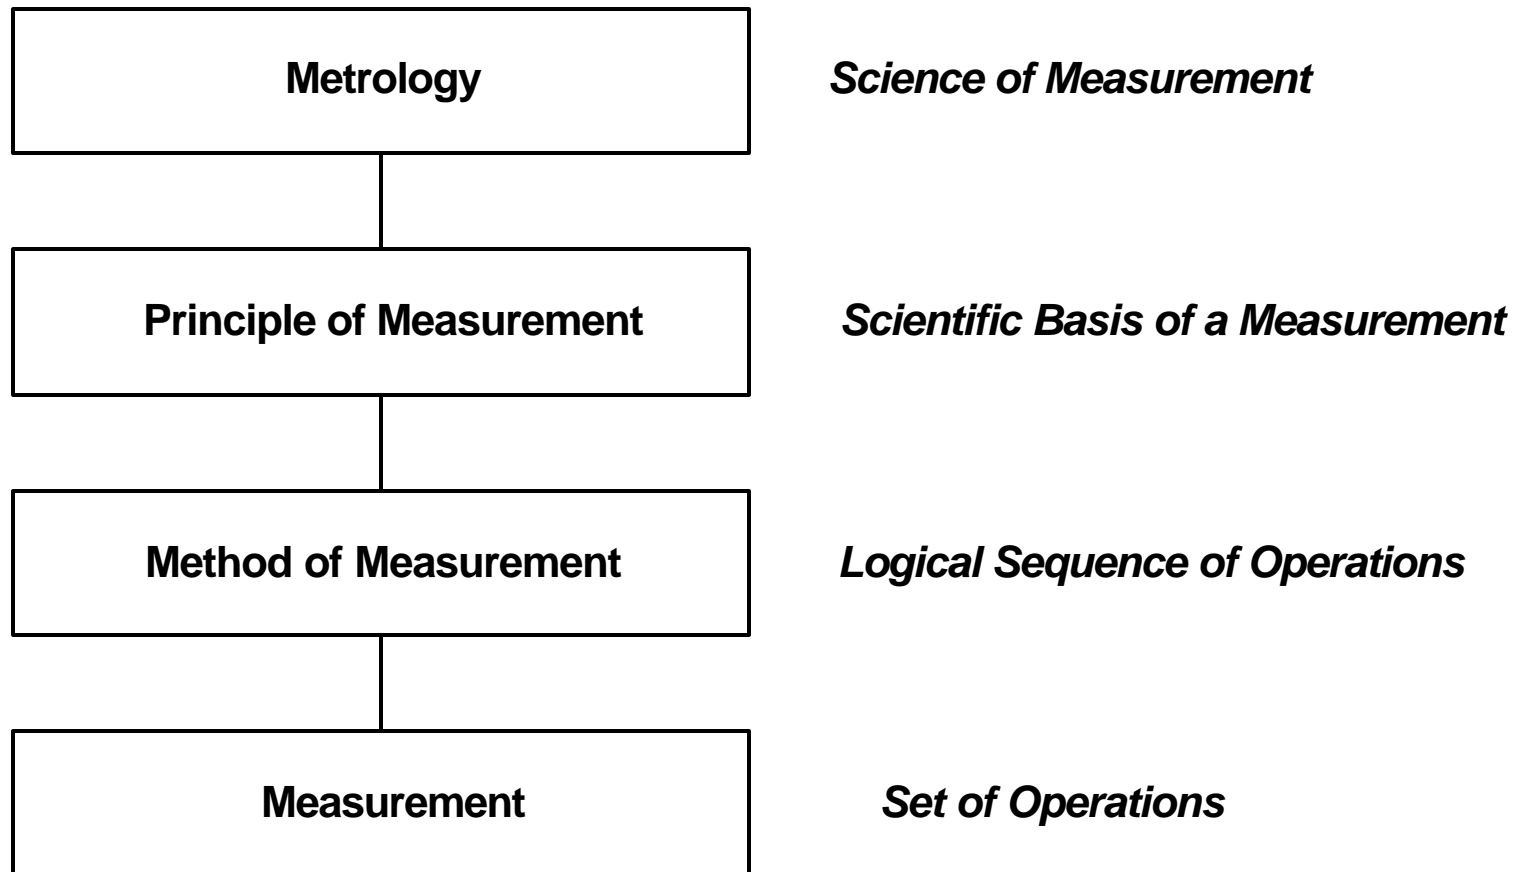 Metrology
Science of Measurement
Principle of Measurement
Scientific Basis of a Measurement
Method of Measurement
Logical Sequence of Operations
Measurement
Set of Operations